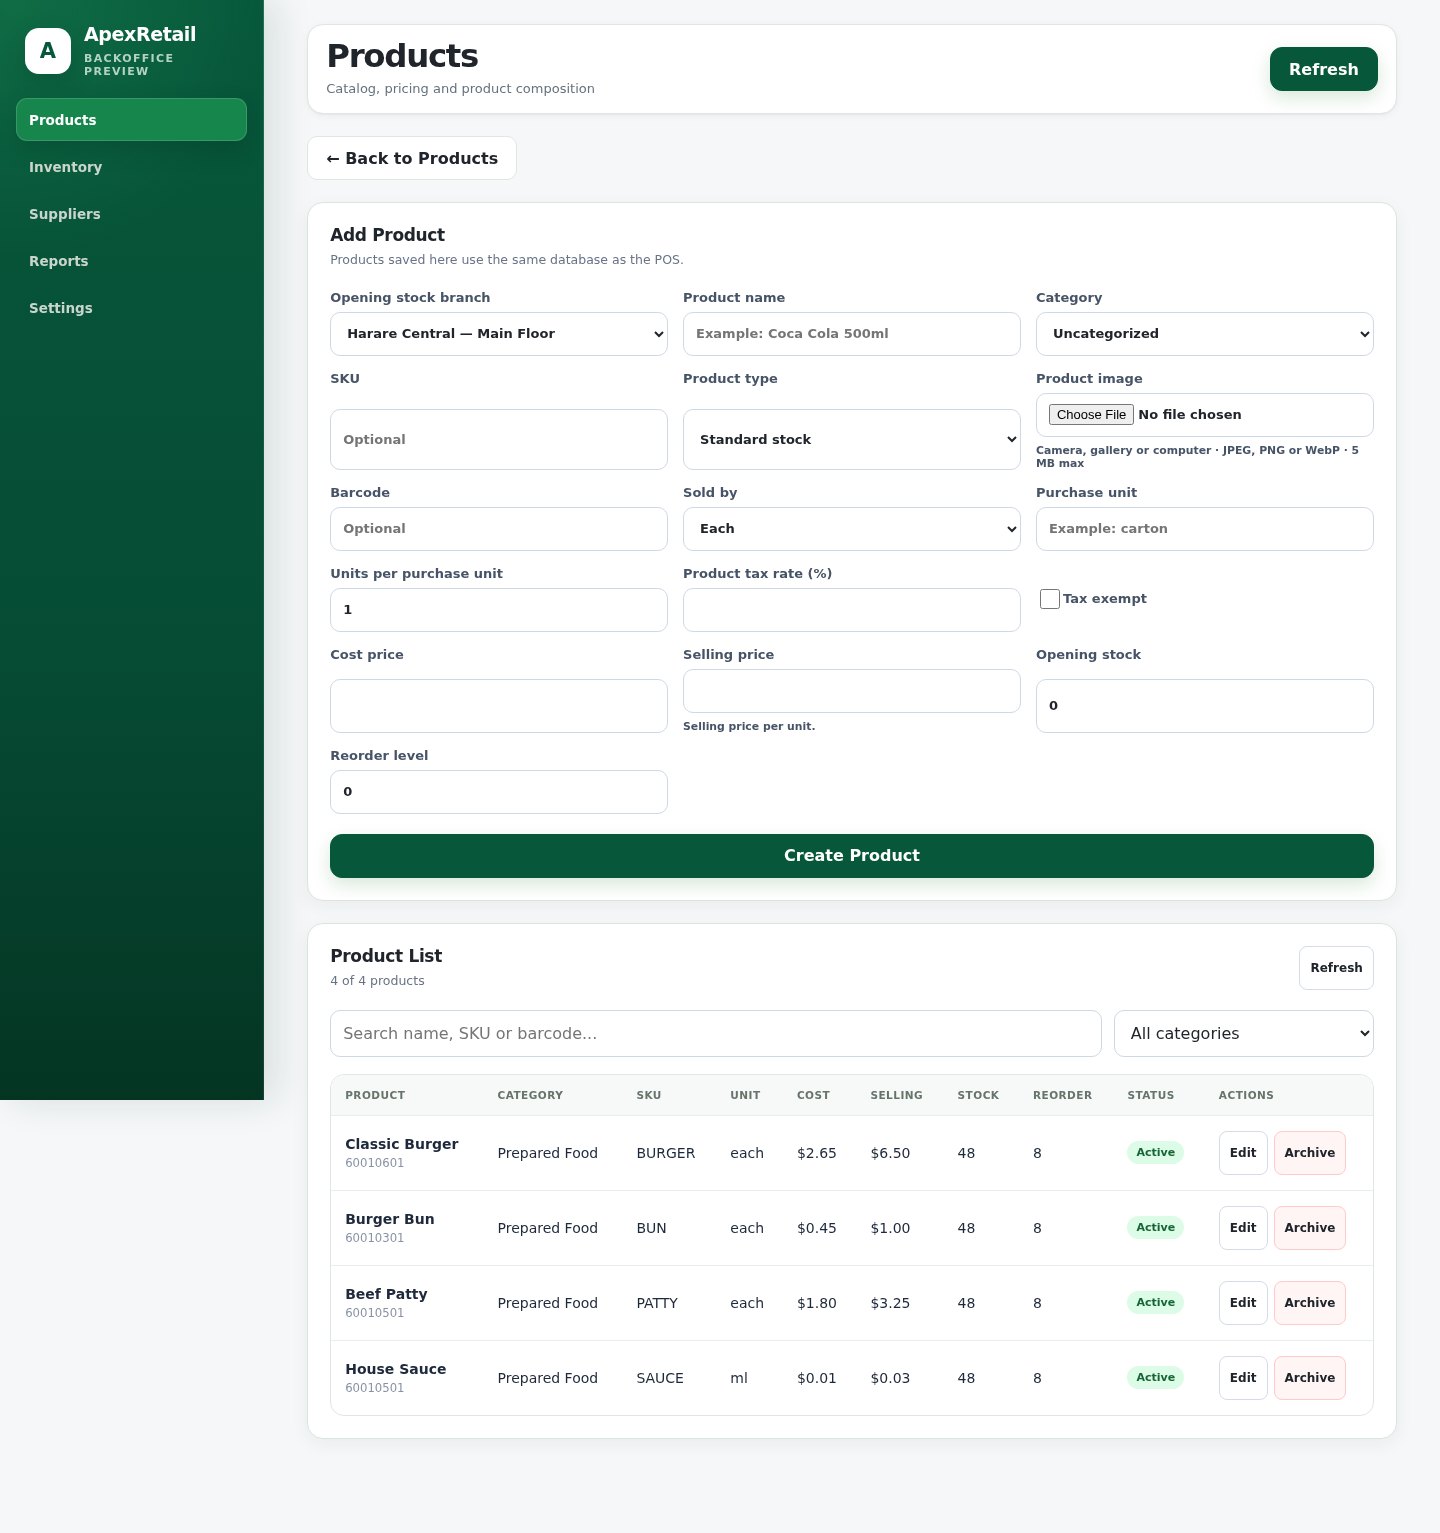 A
ApexRetail
BACKOFFICE
PREVIEW
Products
Inventory
Suppliers
Reports
Settings
Products
Catalog, pricing and product composition
Refresh
← Back to Products
Add Product
Products saved here use the same database as the POS.
Opening stock branch
Product name
Category
Harare Central — Main Floor
Example: Coca Cola 500ml
Uncategorized
SKU
Product type
Product image
Optional
Standard stock
Choose File No file chosen
Camera, gallery or computer · JPEG, PNG or WebP · 5
MB max
Barcode
Sold by
Purchase unit
Optional
Each
Example: carton
Units per purchase unit
Product tax rate (%)
1
Tax exempt
Cost price
Selling price
Opening stock
0
Selling price per unit.
Reorder level
0
Create Product
Product List
4 of 4 products
Refresh
Search name, SKU or barcode...
All categories
PRODUCT CATEGORY SKU UNIT COST SELLING STOCK REORDER STATUS ACTIONS
Classic Burger
60010601
Prepared Food BURGER each $2.65 $6.50 48 8 Active Edit Archive
Burger Bun
60010301
Prepared Food BUN each $0.45 $1.00 48 8 Active Edit Archive
Beef Patty
60010501
Prepared Food PATTY each $1.80 $3.25 48 8 Active Edit Archive
House Sauce
60010501
Prepared Food SAUCE ml $0.01 $0.03 48 8 Active Edit Archive